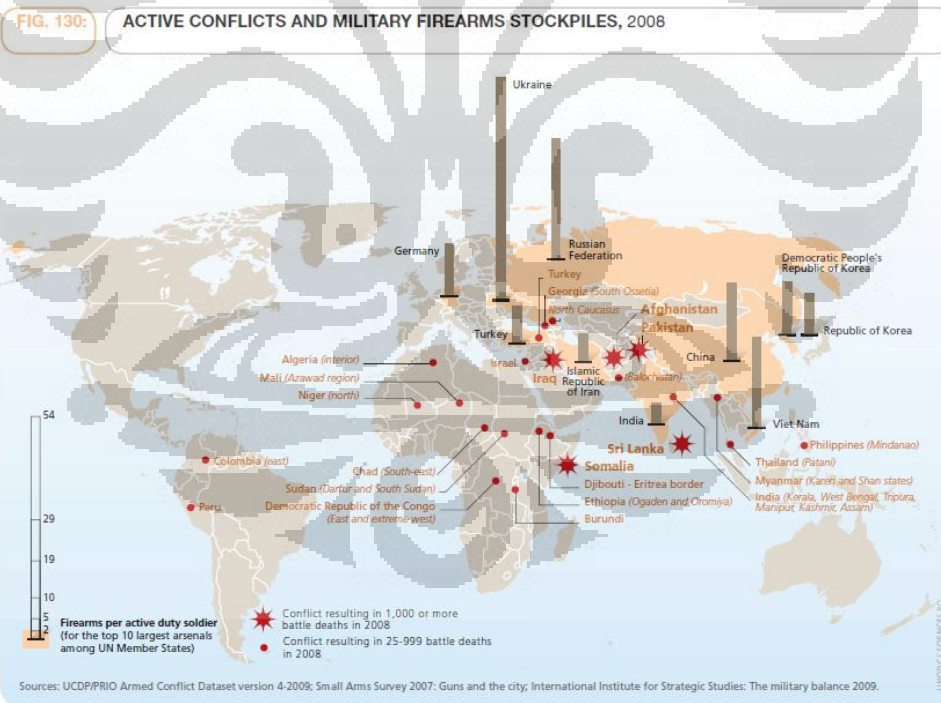 FIG. 130:
ACTIVE CONFLICTS AND MILITARY FIREARMS STOCKPILES, 2008
Ukraine
Germany
Russian
Federation
Democratic People's
Republic of Korea
Turkey
Georgia (South Ossetia)
North Caucasus
Afghanistan
Pakistan
Turkey
Republic of Korea
Algeria (interior)
Israel
Iraq
Islamic
Republic
of Iran
(Balochistan)
China
Mali (Azawad region)
Niger (north)
54
India
Viet Nam
Sri Lanka
Philippines (Mindanao)
Colombia (east)
Chad (South-east)
Somalia
Thailand (Patani)
Sudan (Darfur and South Sudan)
Djibouti - Eritrea border
Myanmar (Karen and Shan states)
Peru
Democratic Republic of the Congo
(East and extreme west)
Ethiopia (Ogaden and Oromiya)
India (Kerala, West Bengal, Tripura,
Manipur, Kashmir, Assam)
Burundi
29
19
10
5
2
Firearms per active duty soldier
(for the top 10 largest arsenals
among UN Member States)
Conflict resulting in 1,000 or more
battle deaths in 2008
Conflict resulting in 25-999 battle deaths
in 2008
Sources: UCDP/PRIO Armed Conflict Dataset version 4-2009; Small Arms Survey 2007: Guns and the city; International Institute for Strategic Studies: The military balance 2009.